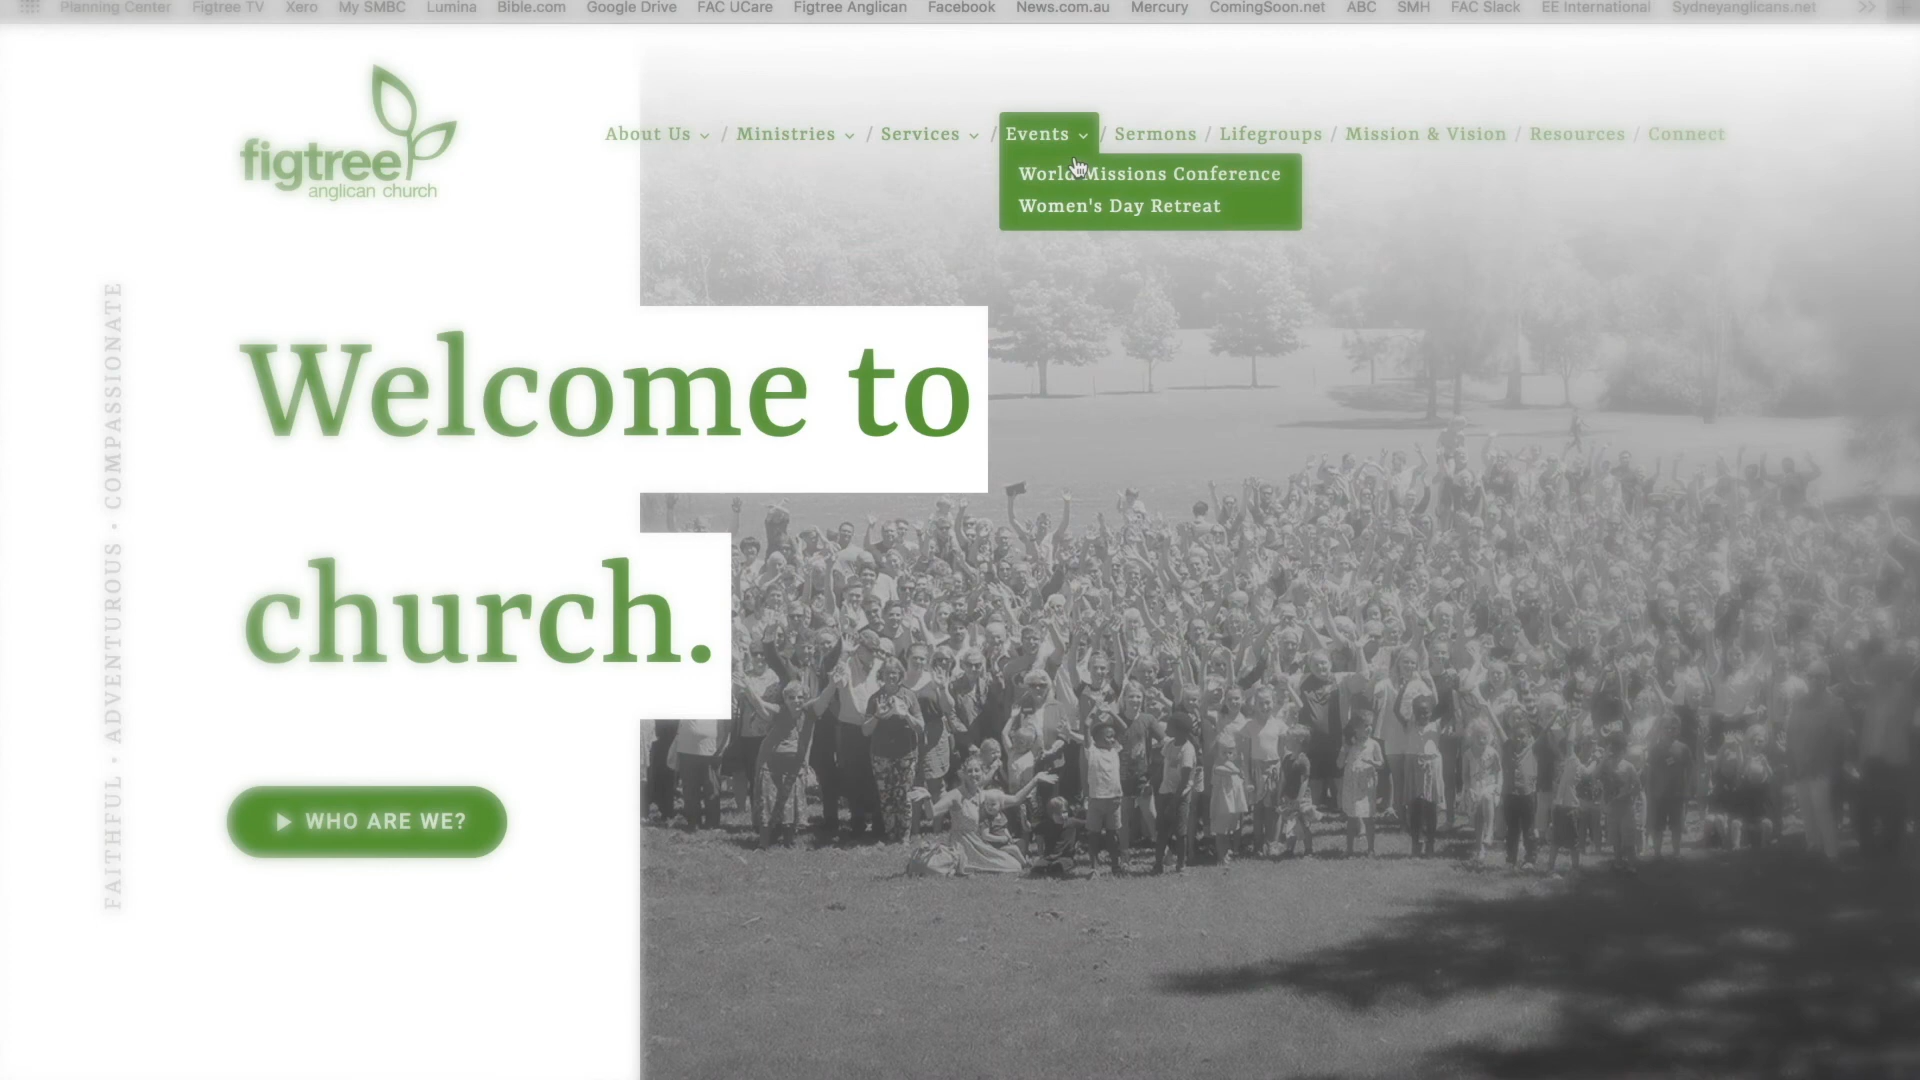 Planning Center Figtree TV Xero My SMBC Lumina Bible.com Google Drive FAC UCare Figtree Anglican Facebook News.com.au Mercury ComingSoon.net ABC SMH FAC Slack EE International Sydneyanglicans.net >>
figtree
anglican church
About Us / Ministries / Services / Events / Sermons / Lifegroups / Mission & Vision / Resources / Connect
World Missions Conference
Women's Day Retreat
FAITHFUL • ADVENTUROUS • COMPASSIONATE
Welcome to
church.
WHO ARE WE?